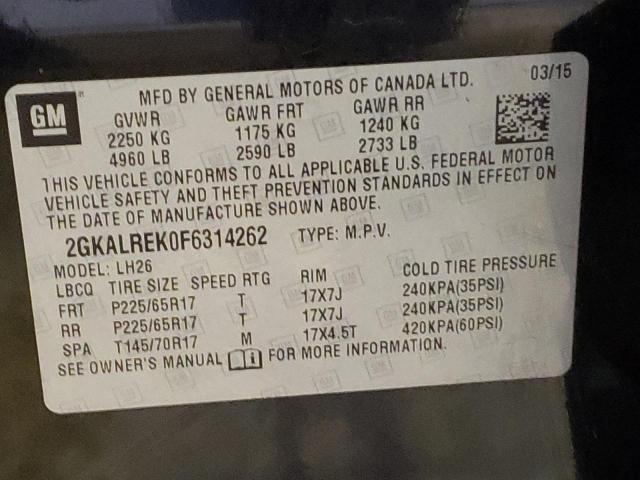 GM
MFD BY GENERAL MOTORS OF CANADA LTD. 03/15
GVWR GAWR FRT GAWR RR
2250 KG 1175 KG 1240 KG
4960 LB 2590 LB 2733 LB
THIS VEHICLE CONFORMS TO ALL APPLICABLE U.S. FEDERAL MOTOR
VEHICLE SAFETY AND THEFT PREVENTION STANDARDS IN EFFECT ON
THE DATE OF MANUFACTURE SHOWN ABOVE.
2GKALREK0F6314262 TYPE: M.P.V.
MODEL: LH26
LBCQ TIRE SIZE SPEED RTG RIM COLD TIRE PRESSURE
FRT P225/65R17 T 17X7J 240KPA(35PSI)
RR P225/65R17 T 17X7J 240KPA(35PSI)
SPA T145/70R17 M 17X4.5T 420KPA(60PSI)
SEE OWNER'S MANUAL FOR MORE INFORMATION.